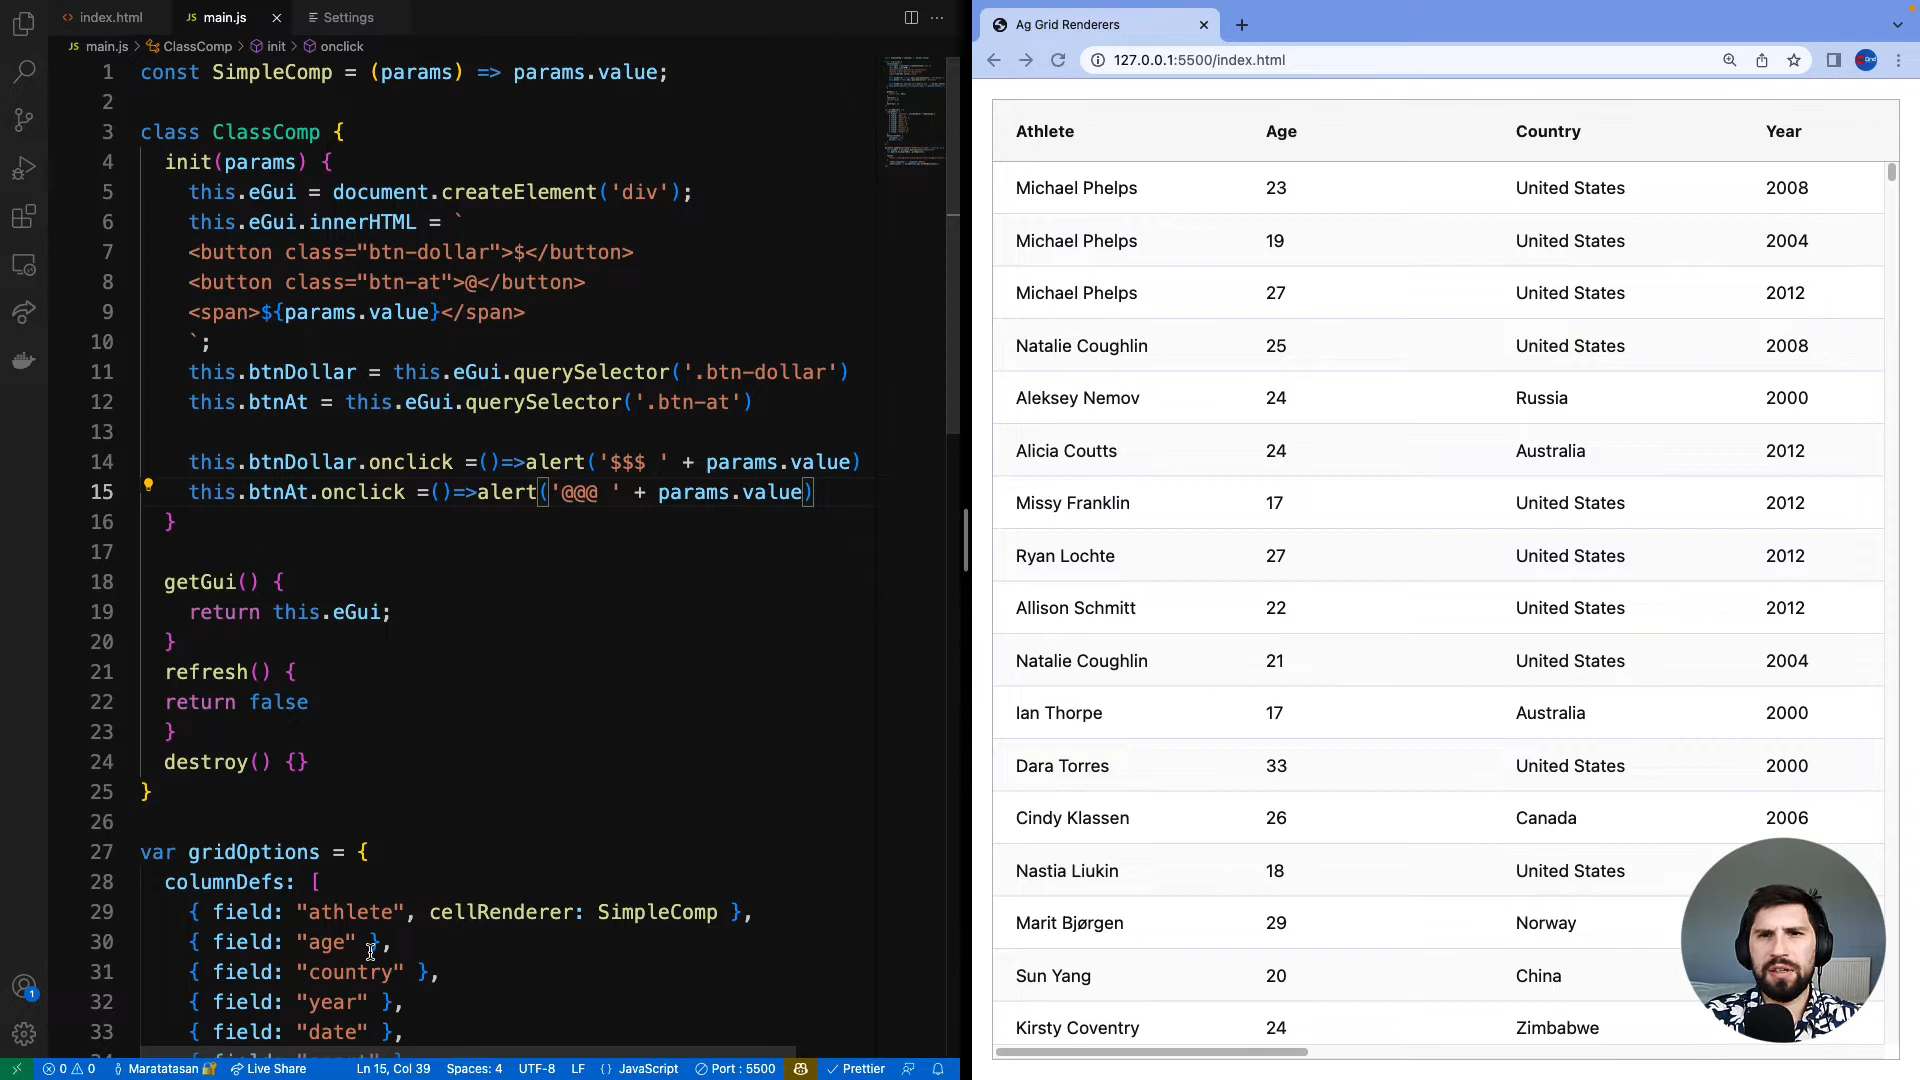 index.html
main.js
Settings
main.js > ClassComp > init > onclick
1 const SimpleComp = (params) => params.value;
2
3 class ClassComp {
4 init(params) {
5 this.eGui = document.createElement('div');
6 this.eGui.innerHTML = `
7 <button class="btn-dollar">$</button>
8 <button class="btn-at">@</button>
9 <span>${params.value}</span>
10 `;
11 this.btnDollar = this.eGui.querySelector('.btn-dollar')
12 this.btnAt = this.eGui.querySelector('.btn-at')
13
14 this.btnDollar.onclick =()=>alert('$$$ ' + params.value)
15 this.btnAt.onclick =()=>alert('@@@ ' + params.value)
16 }
17
18 getGui() {
19 return this.eGui;
20 }
21 refresh() {
22 return false
23 }
24 destroy() {}
25 }
26
27 var gridOptions = {
28 columnDefs: [
29 { field: "athlete", cellRenderer: SimpleComp },
30 { field: "age" },
31 { field: "country" },
32 { field: "year" },
33 { field: "date" },
1
0 0 Maratatasan Live Share Ln 15, Col 39 Spaces: 4 UTF-8 LF {} JavaScript Port : 5500 Prettier
Ag Grid Renderers
127.0.0.1:5500/index.html
Athlete Age Country Year
Michael Phelps 23 United States 2008
Michael Phelps 19 United States 2004
Michael Phelps 27 United States 2012
Natalie Coughlin 25 United States 2008
Aleksey Nemov 24 Russia 2000
Alicia Coutts 24 Australia 2012
Missy Franklin 17 United States 2012
Ryan Lochte 27 United States 2012
Allison Schmitt 22 United States 2012
Natalie Coughlin 21 United States 2004
Ian Thorpe 17 Australia 2000
Dara Torres 33 United States 2000
Cindy Klassen 26 Canada 2006
Nastia Liukin 18 United States
Marit Bjørgen 29 Norway
Sun Yang 20 China
Kirsty Coventry 24 Zimbabwe